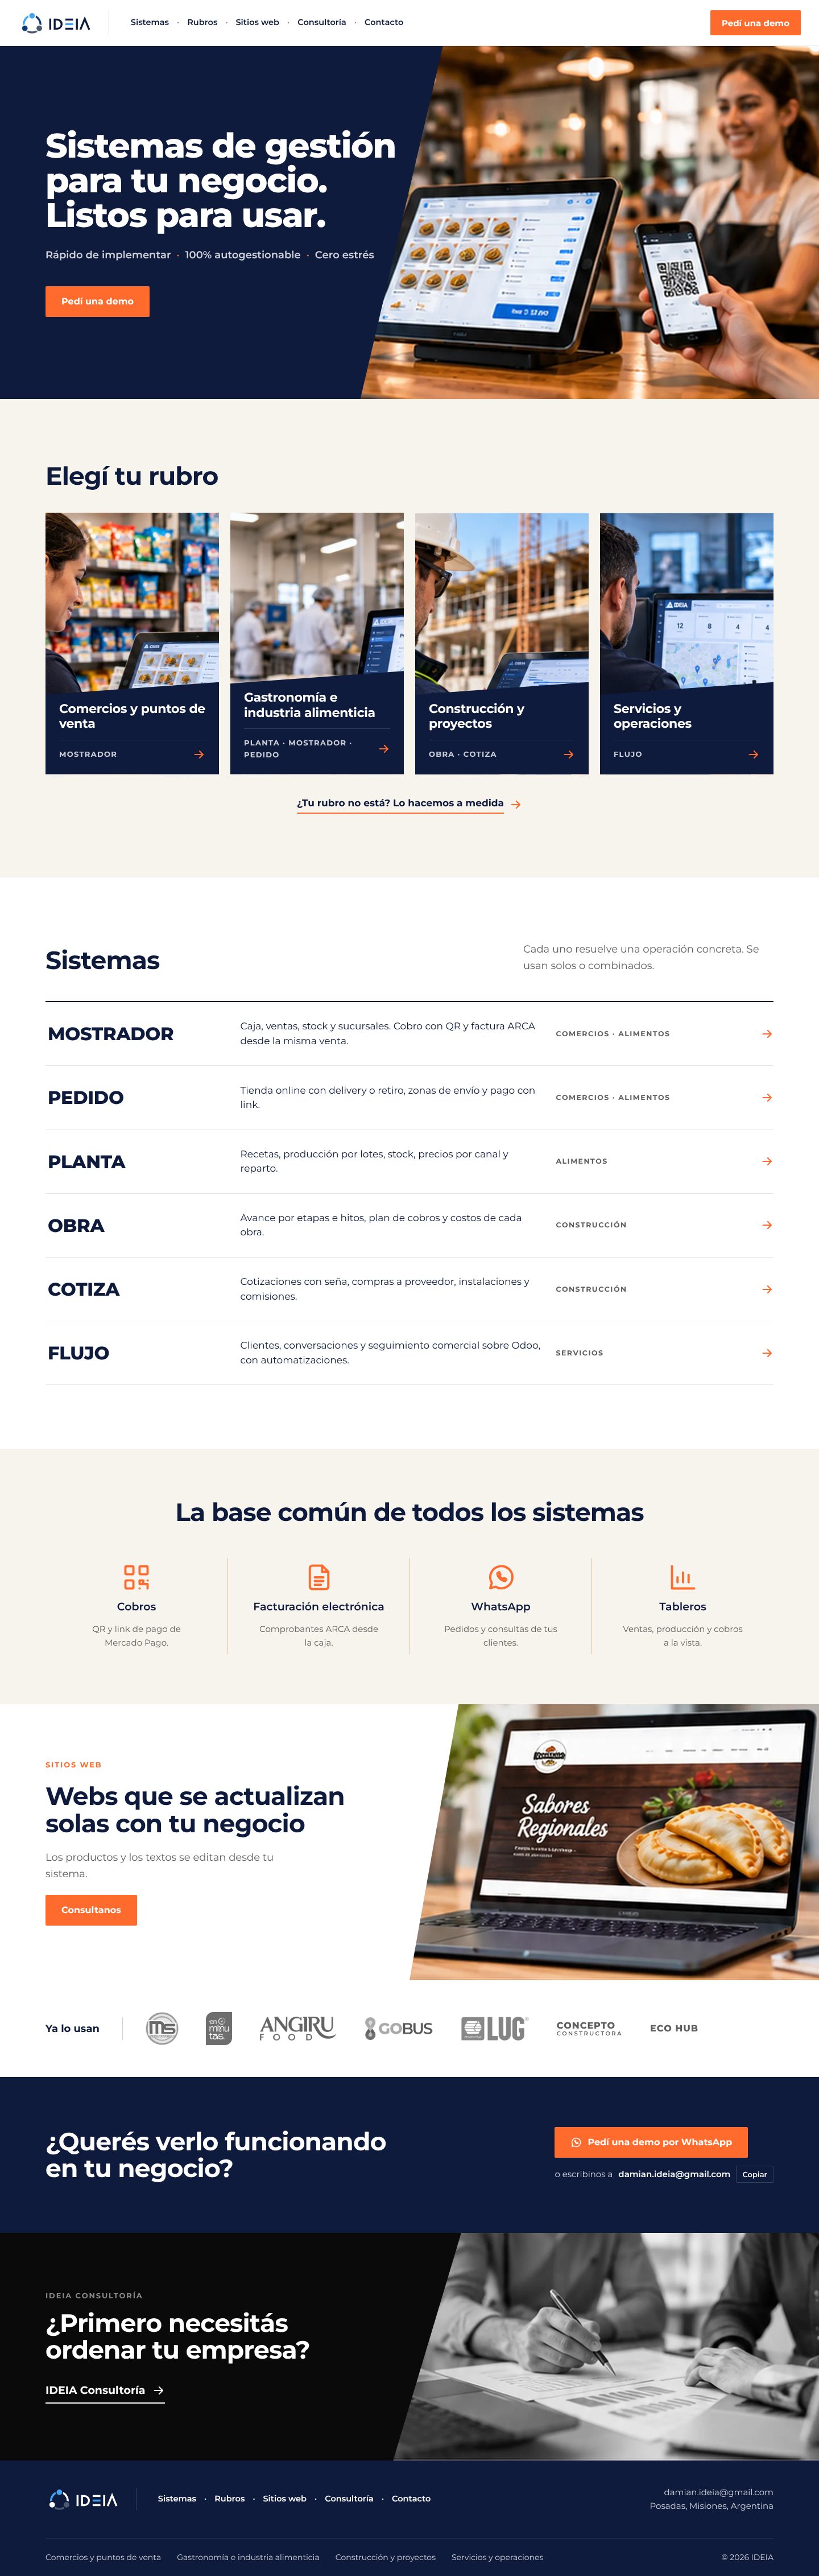 IDEIA
Sistemas · Rubros · Sitios web · Consultoría · Contacto
Pedí una demo
Sistemas de gestión
para tu negocio.
Listos para usar.
Rápido de implementar · 100% autogestionable · Cero estrés
Pedí una demo
Elegí tu rubro
Comercios y puntos de
venta
MOSTRADOR
Gastronomía e
industria alimenticia
PLANTA · MOSTRADOR ·
PEDIDO
IDEIA
Construcción y
proyectos
OBRA · COTIZA
IDEIA
12 8 4
Servicios y
operaciones
FLUJO
¿Tu rubro no está? Lo hacemos a medida
Sistemas
Cada uno resuelve una operación concreta. Se
usan solos o combinados.
MOSTRADOR
Caja, ventas, stock y sucursales. Cobro con QR y factura ARCA
desde la misma venta.
COMERCIOS · ALIMENTOS
PEDIDO
Tienda online con delivery o retiro, zonas de envío y pago con
link.
COMERCIOS · ALIMENTOS
PLANTA
Recetas, producción por lotes, stock, precios por canal y
reparto.
ALIMENTOS
OBRA
Avance por etapas e hitos, plan de cobros y costos de cada
obra.
CONSTRUCCIÓN
COTIZA
Cotizaciones con seña, compras a proveedor, instalaciones y
comisiones.
CONSTRUCCIÓN
FLUJO
Clientes, conversaciones y seguimiento comercial sobre Odoo,
con automatizaciones.
SERVICIOS
La base común de todos los sistemas
Cobros
QR y link de pago de
Mercado Pago.
Facturación electrónica
Comprobantes ARCA desde
la caja.
WhatsApp
Pedidos y consultas de tus
clientes.
Tableros
Ventas, producción y cobros
a la vista.
SITIOS WEB
Webs que se actualizan
solas con tu negocio
Los productos y los textos se editan desde tu
sistema.
Consultanos
Sabores
Regionales
Ya lo usan
ms
en minutitas
ANGIRU
FOOD
GOBUS
LUG
CONCEPTO
CONSTRUCTORA
ECO HUB
¿Querés verlo funcionando
en tu negocio?
Pedí una demo por WhatsApp
o escribinos a damian.ideia@gmail.com Copiar
IDEIA CONSULTORÍA
¿Primero necesitás
ordenar tu empresa?
IDEIA Consultoría
IDEIA
Sistemas · Rubros · Sitios web · Consultoría · Contacto
damian.ideia@gmail.com
Posadas, Misiones, Argentina
Comercios y puntos de venta Gastronomía e industria alimenticia Construcción y proyectos Servicios y operaciones
© 2026 IDEIA